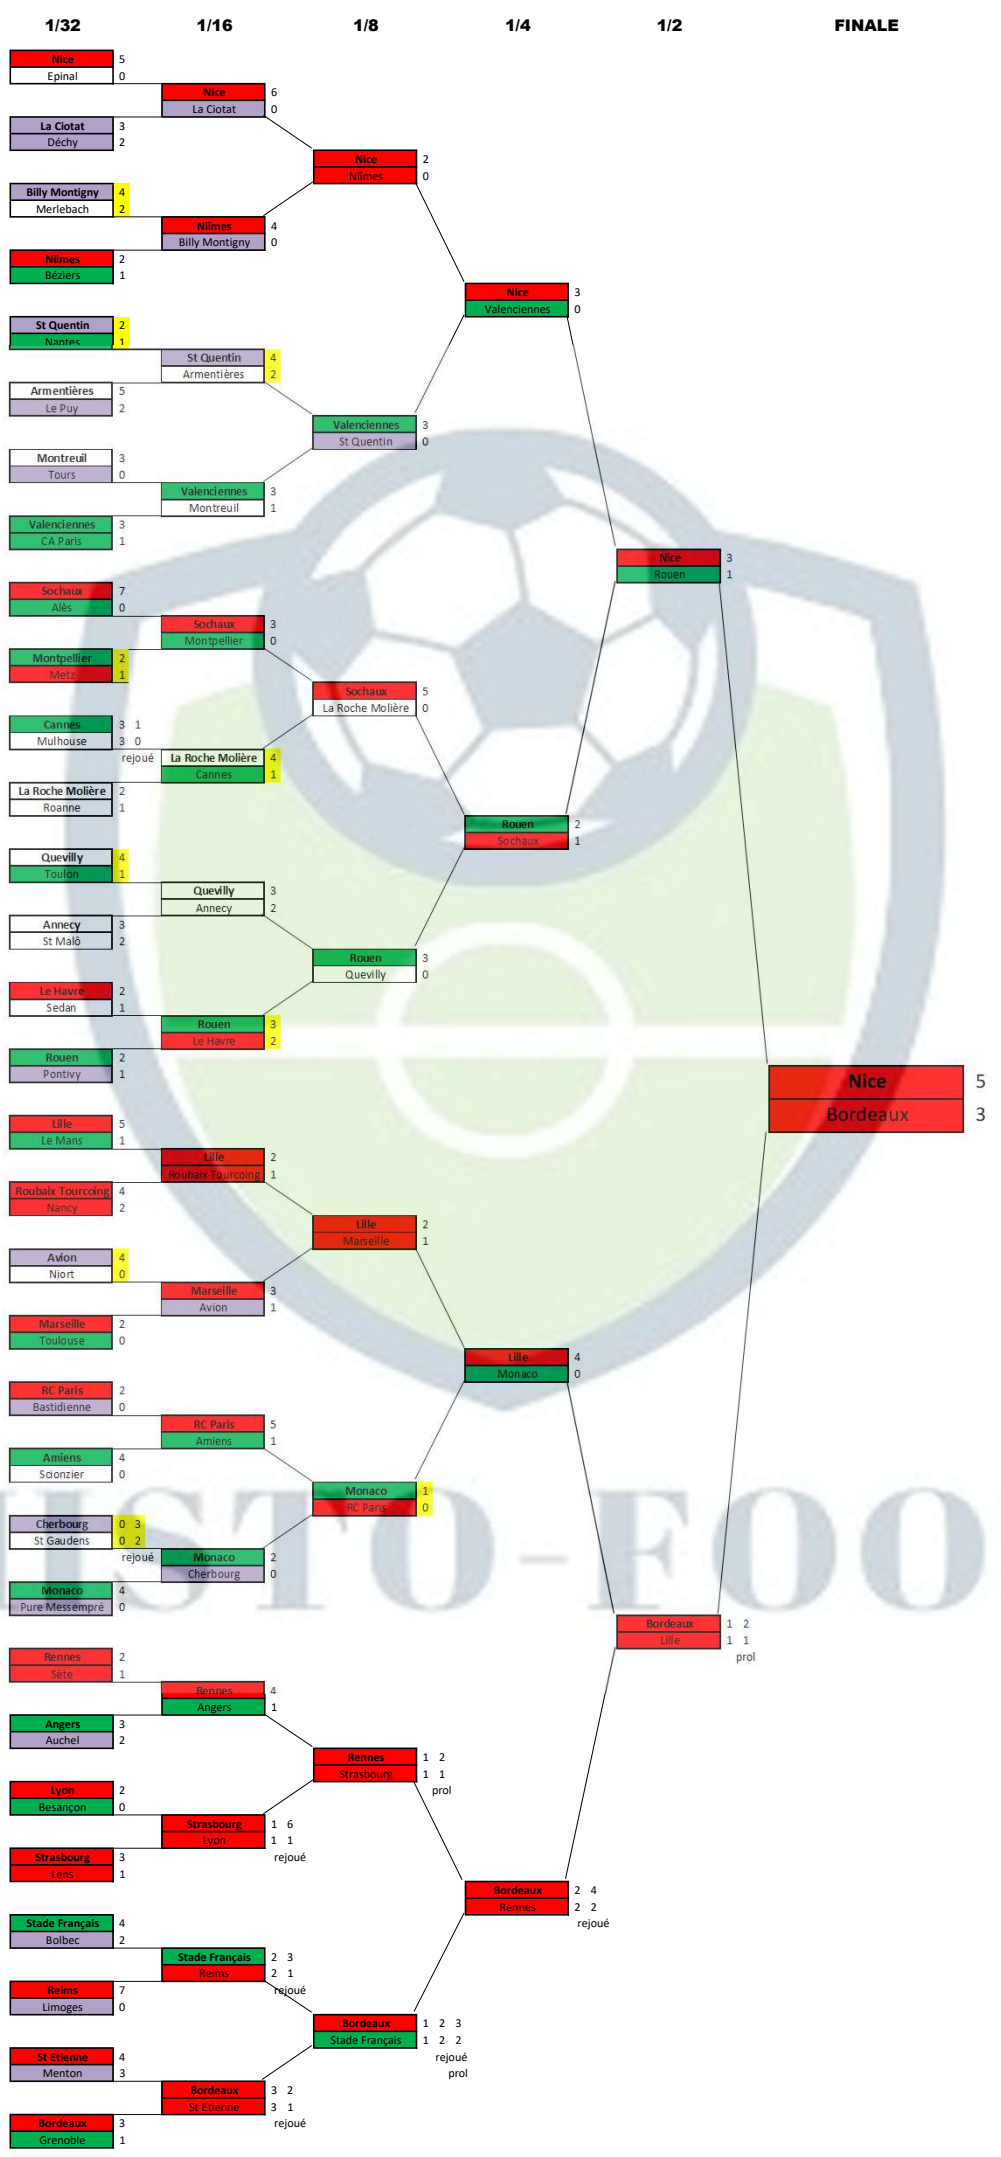 1/32 1/16 1/8 1/4 1/2 FINALE
Nice 5
Epinal 0
La Ciotat 3
Déchy 2
Billy Montigny 4
Merlebach 2
Nîmes 2
Béziers 1
St Quentin 2
Nantes 1
Armentières 5
Le Puy 2
Montreuil 3
Tours 0
Valenciennes 3
CA Paris 1
Sochaux 7
Alès 0
Montpellier 2
Metz 1
Cannes 3 1
Mulhouse 3 0
rejoué
La Roche Molière 2
Roanne 1
Quevilly 4
Toulon 1
Annecy 3
St Malô 2
Le Havre 2
Sedan 1
Rouen 2
Pontivy 1
Lille 5
Le Mans 1
Roubaix Tourcoing 4
Nancy 2
Avion 4
Niort 0
Marseille 2
Toulouse 0
RC Paris 2
Bastidienne 0
Amiens 4
Scionzier 0
Cherbourg 0 3
St Gaudens 0 2
rejoué
Monaco 4
Pure Messempré 0
Rennes 2
Sète 1
Angers 3
Auchel 2
Lyon 2
Besançon 0
Strasbourg 3
Lens 1
Stade Français 4
Bolbec 2
Reims 7
Limoges 0
St Etienne 4
Menton 3
Bordeaux 3
Grenoble 1
Nice 6
La Ciotat 0
Nîmes 4
Billy Montigny 0
St Quentin 4
Armentières 2
Valenciennes 3
Montreuil 1
Sochaux 3
Montpellier 0
La Roche Molière 4
Cannes 1
Quevilly 3
Annecy 2
Rouen 3
Le Havre 2
Lille 2
Roubaix Tourcoing 1
Marseille 3
Avion 1
RC Paris 5
Amiens 1
Monaco 2
Cherbourg 0
Rennes 4
Angers 1
Strasbourg 1 6
Lyon 1 1
rejoué
Stade Français 2 3
Reims 2 1
rejoué
Bordeaux 3 2
St Etienne 3 1
rejoué
Nice 2
Nîmes 0
Valenciennes 3
St Quentin 0
Sochaux 5
La Roche Molière 0
Rouen 3
Quevilly 0
Lille 2
Marseille 1
Monaco 1
RC Paris 0
Rennes 1 2
Strasbourg 1 1
prol
Bordeaux 1 2 3
Stade Français 1 2 2
rejoué
prol
Nice 3
Valenciennes 0
Rouen 2
Sochaux 1
Lille 4
Monaco 0
Bordeaux 2 4
Rennes 2 2
rejoué
Nice 3
Rouen 1
Bordeaux 1 2
Lille 1 1
prol
Nice 5
Bordeaux 3
ISTO-FOO